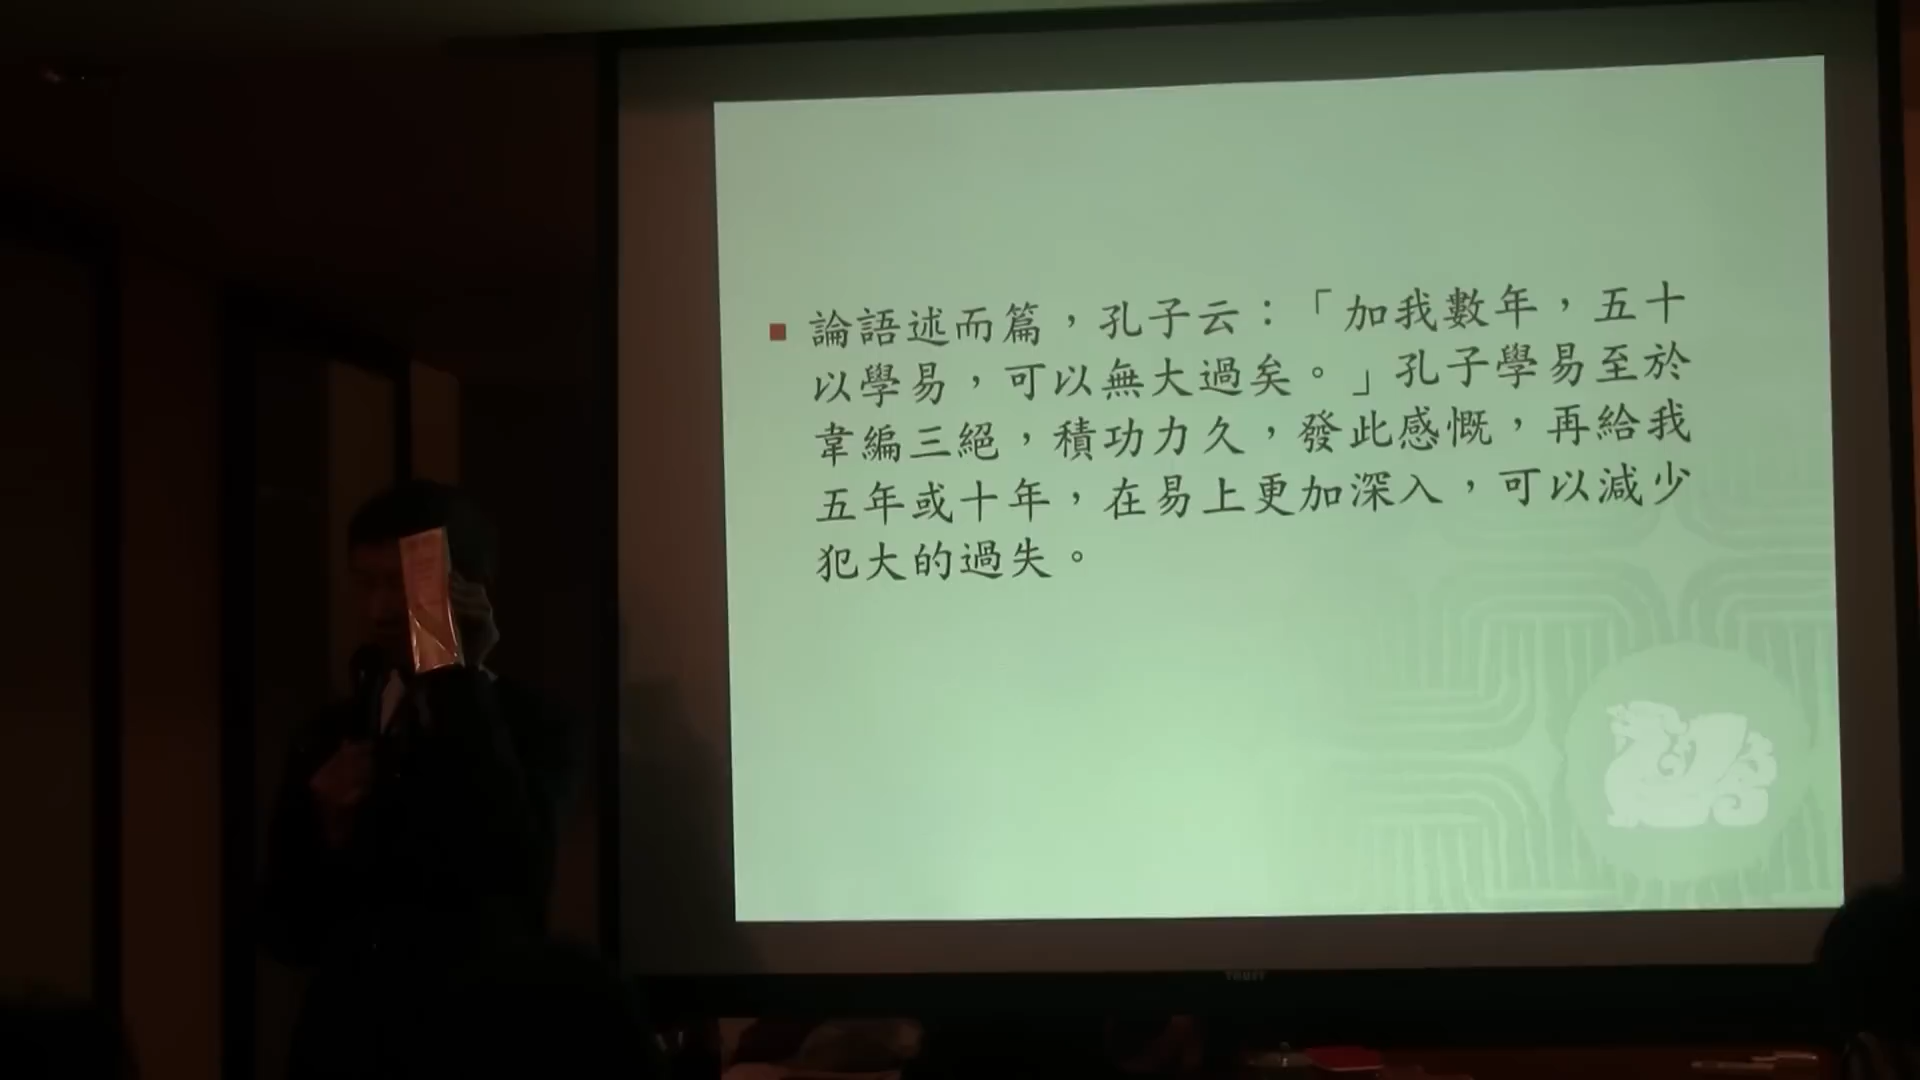 論語述而篇，孔子云：「加我數年，五十
以學易，可以無大過矣。」孔子學易至於
韋編三絕，積功力久，發此感慨，再給我
五年或十年，在易上更加深入，可以減少
犯大的過失。